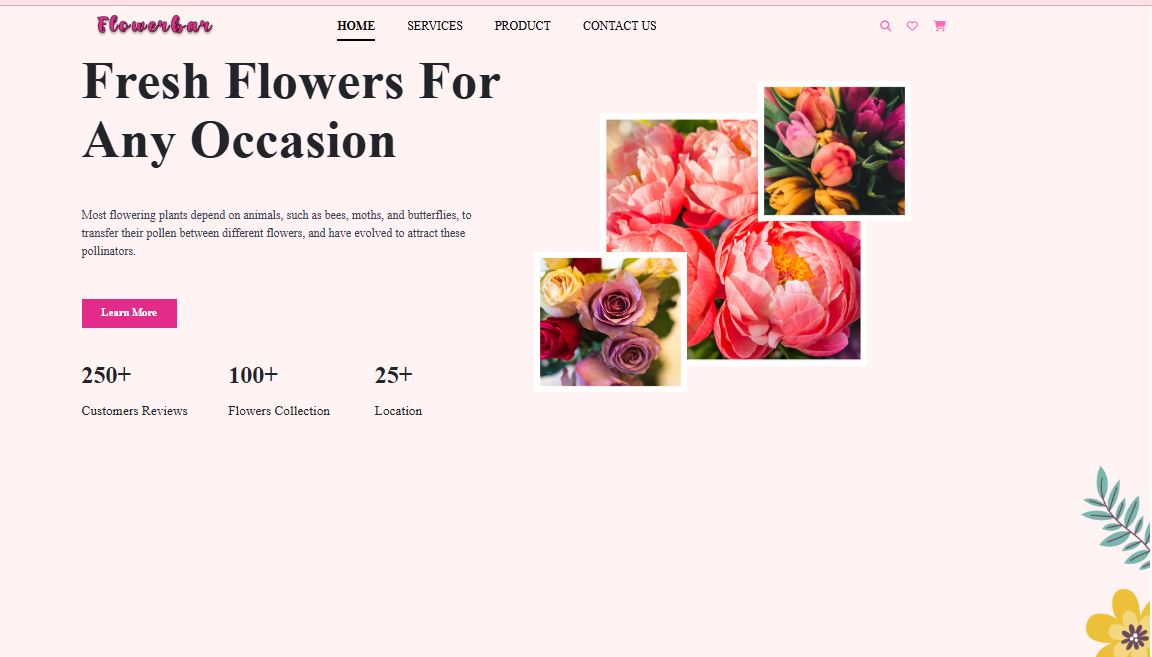 Flowerbar
HOME SERVICES PRODUCT CONTACT US
Fresh Flowers For
Any Occasion
Most flowering plants depend on animals, such as bees, moths, and butterflies, to
transfer their pollen between different flowers, and have evolved to attract these
pollinators.
Learn More
250+ 100+ 25+
Customers Reviews Flowers Collection Location